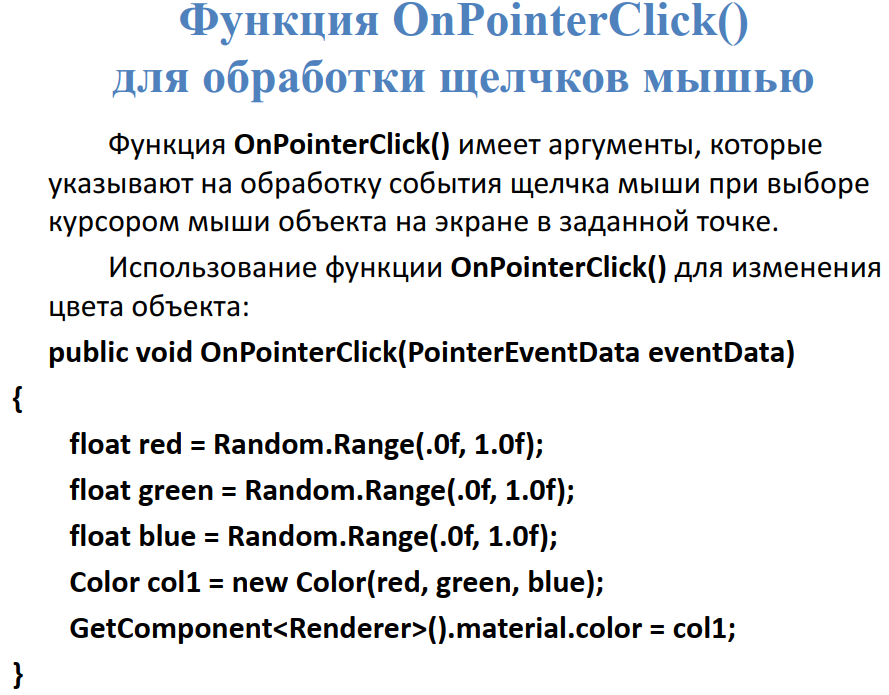 Функция OnPointerClick()
для обработки щелчков мышью
Функция OnPointerClick() имеет аргументы, которые
указывают на обработку события щелчка мыши при выборе
курсором мыши объекта на экране в заданной точке.
Использование функции OnPointerClick() для изменения
цвета объекта:
public void OnPointerClick(PointerEventData eventData)
{
float red = Random.Range(.0f, 1.0f);
float green = Random.Range(.0f, 1.0f);
float blue = Random.Range(.0f, 1.0f);
Color col1 = new Color(red, green, blue);
GetComponent<Renderer>().material.color = col1;
}